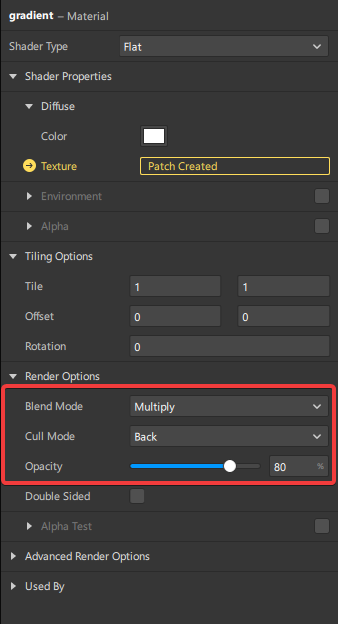 gradient – Material
Shader Type Flat
Shader Properties
Diffuse
Color
Texture Patch Created
Environment
Alpha
Tiling Options
Tile 1 1
Offset 0 0
Rotation 0
Render Options
Blend Mode Multiply
Cull Mode Back
Opacity 80 %
Double Sided
Alpha Test
Advanced Render Options
Used By